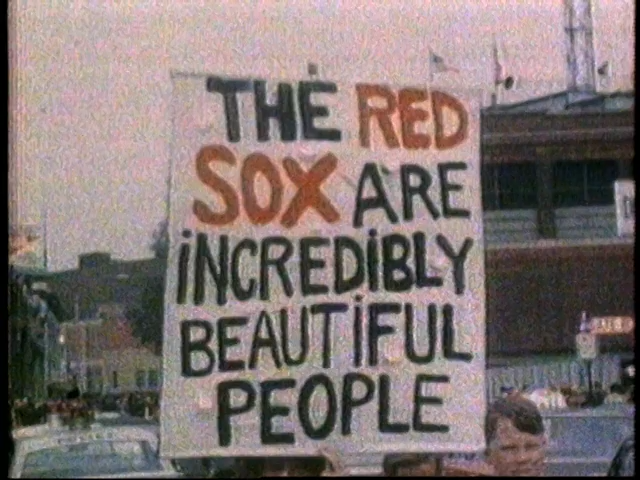 THE RED
SOX ARE
iNCREDiBLY
BEAUTiFUL
PEOPLE